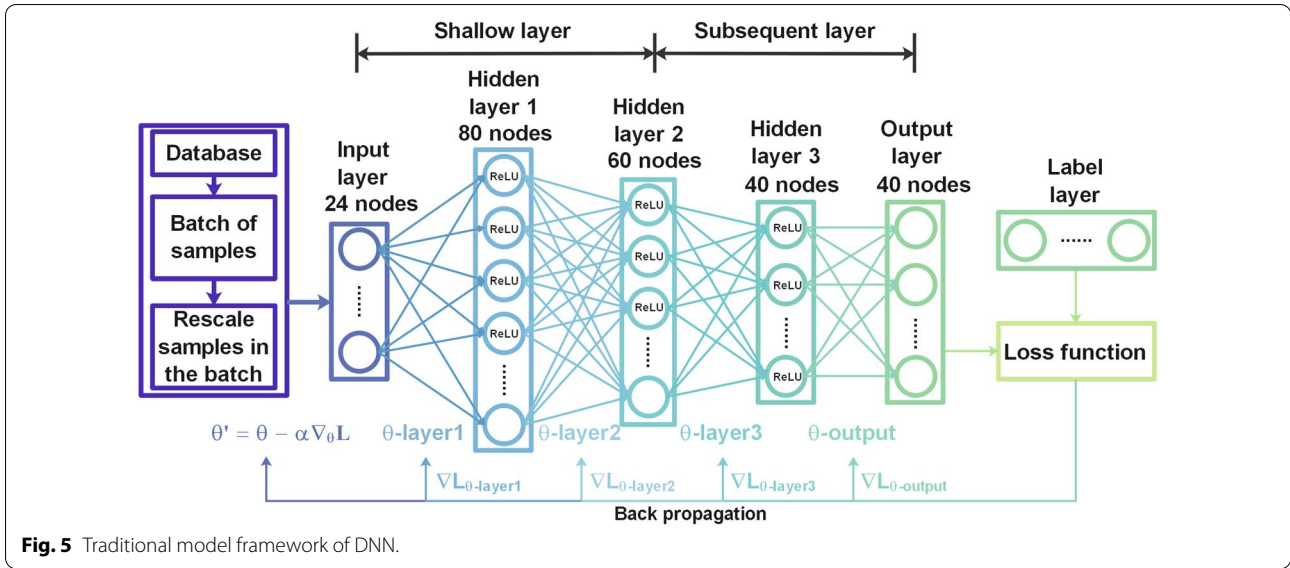 Shallow layer
Subsequent layer
Hidden
layer 1
80 nodes
Hidden
layer 2
60 nodes
Hidden
layer 3
40 nodes
Output
layer
40 nodes
Input
layer
24 nodes
Label
layer
Database
Batch of
samples
Rescale
samples in
the batch
ReLU
ReLU
ReLU
ReLU
ReLU
ReLU
ReLU
ReLU
ReLU
ReLU
Loss function
θ' = θ − α∇θL
θ-layer1
θ-layer2
θ-layer3
θ-output
∇Lθ-layer1
∇Lθ-layer2
∇Lθ-layer3
∇Lθ-output
Back propagation
Fig. 5 Traditional model framework of DNN.